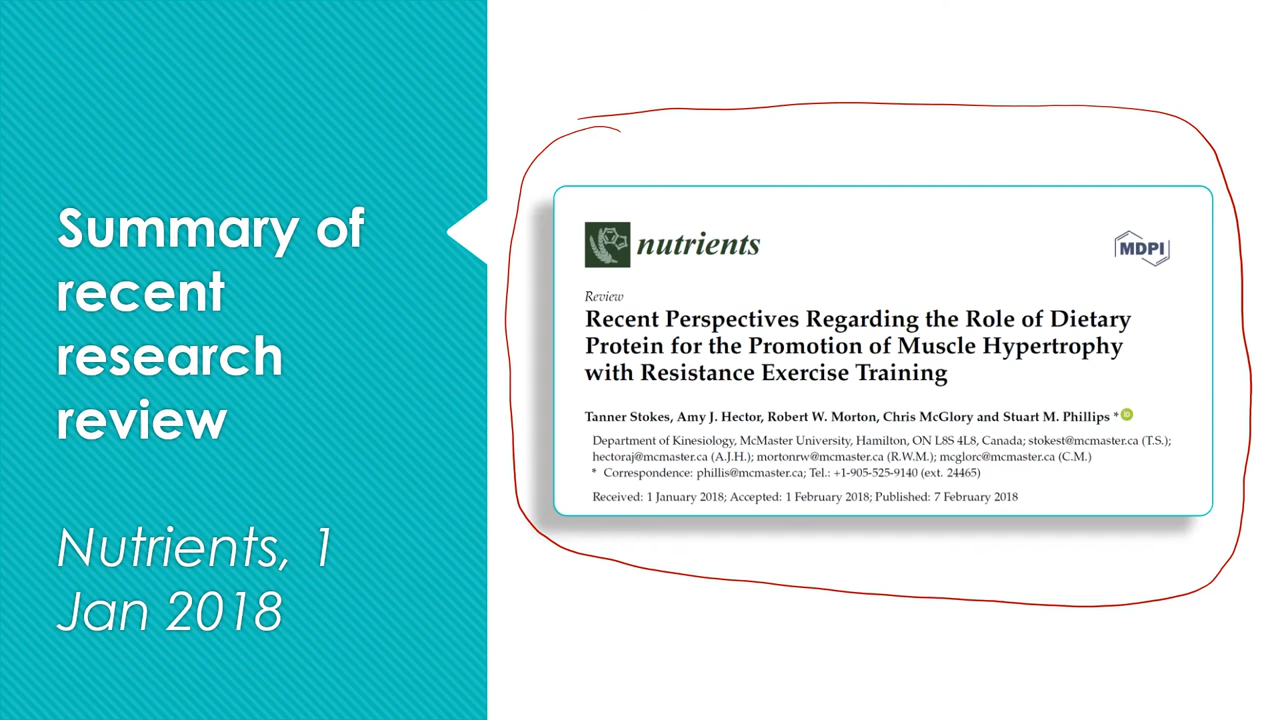 Summary of
recent
research
review
Nutrients, 1
Jan 2018
nutrients
MDPI
Review
Recent Perspectives Regarding the Role of Dietary
Protein for the Promotion of Muscle Hypertrophy
with Resistance Exercise Training
Tanner Stokes, Amy J. Hector, Robert W. Morton, Chris McGlory and Stuart M. Phillips * iD
Department of Kinesiology, McMaster University, Hamilton, ON L8S 4L8, Canada; stokest@mcmaster.ca (T.S.);
hectoraj@mcmaster.ca (A.J.H.); mortonrw@mcmaster.ca (R.W.M.); mcglorc@mcmaster.ca (C.M.)
* Correspondence: phillis@mcmaster.ca; Tel.: +1-905-525-9140 (ext. 24465)
Received: 1 January 2018; Accepted: 1 February 2018; Published: 7 February 2018